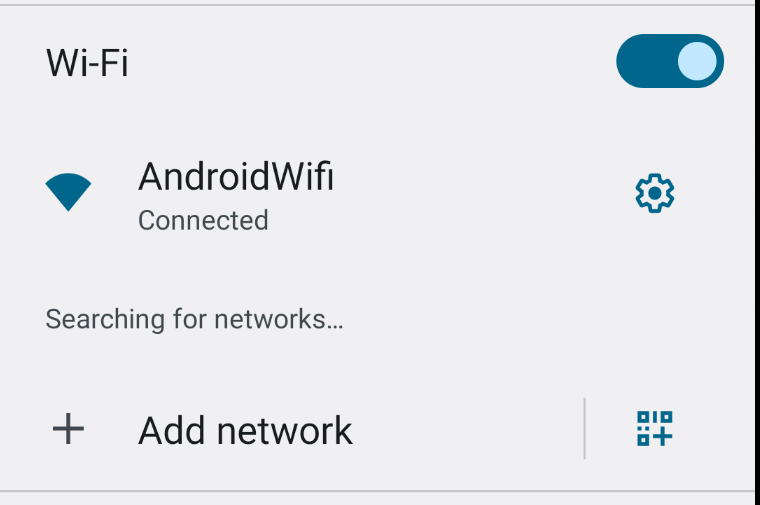 Wi-Fi
AndroidWifi
Connected
Searching for networks…
Add network